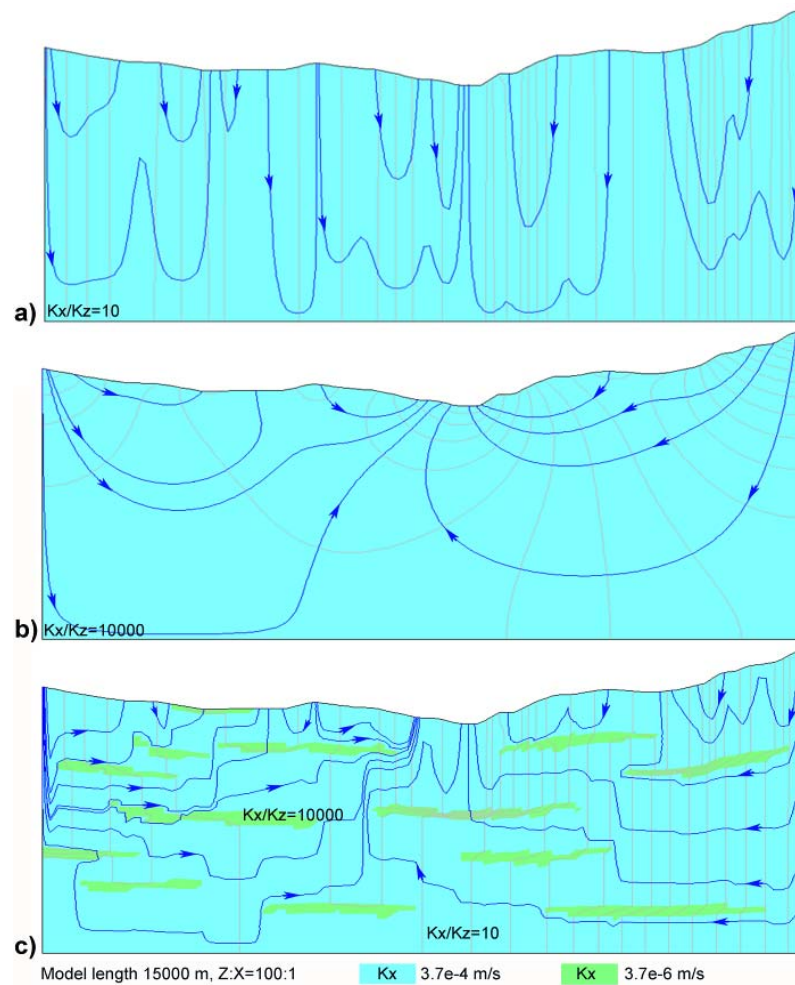 a)
Kx/Kz=10
b)
Kx/Kz=10000
Kx/Kz=10000
Kx/Kz=10
c)
Model length 15000 m, Z:X=100:1 Kx 3.7e-4 m/s Kx 3.7e-6 m/s